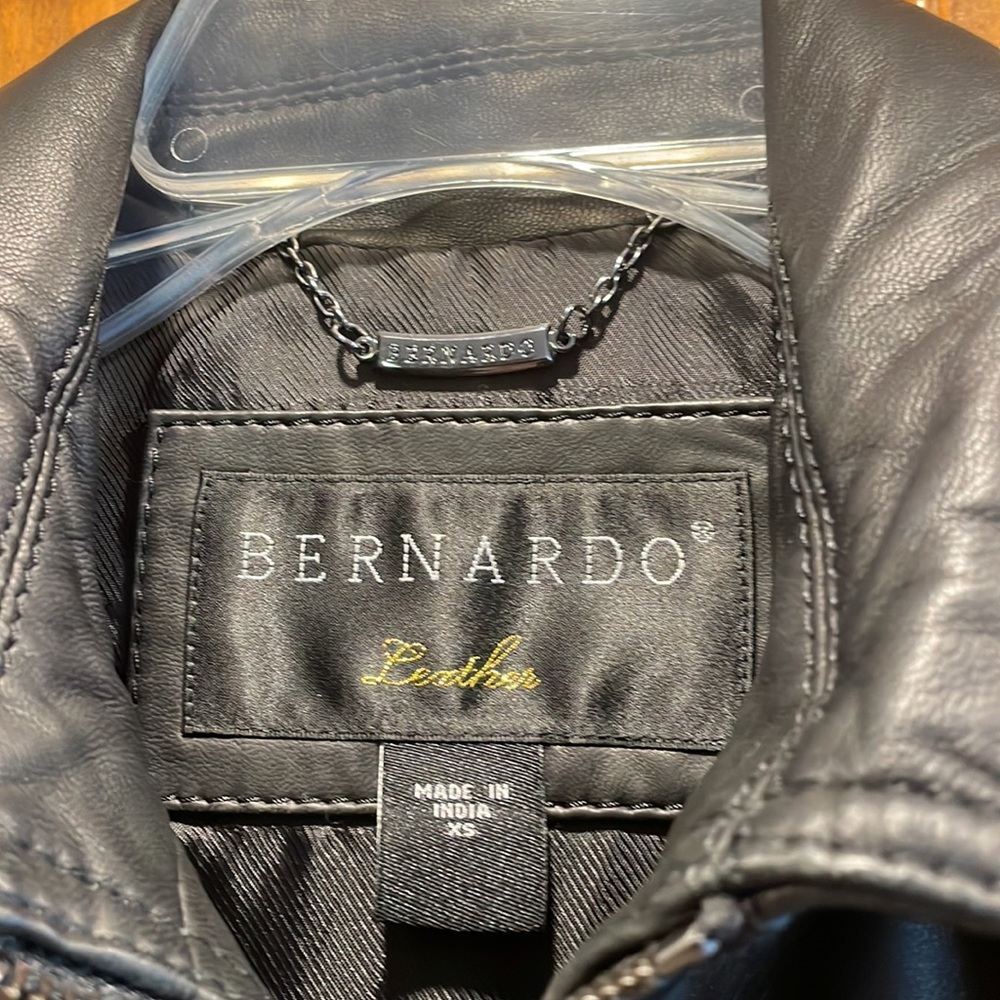 BERNARDO
BERNARDO®
Leather
MADE IN
INDIA
XS